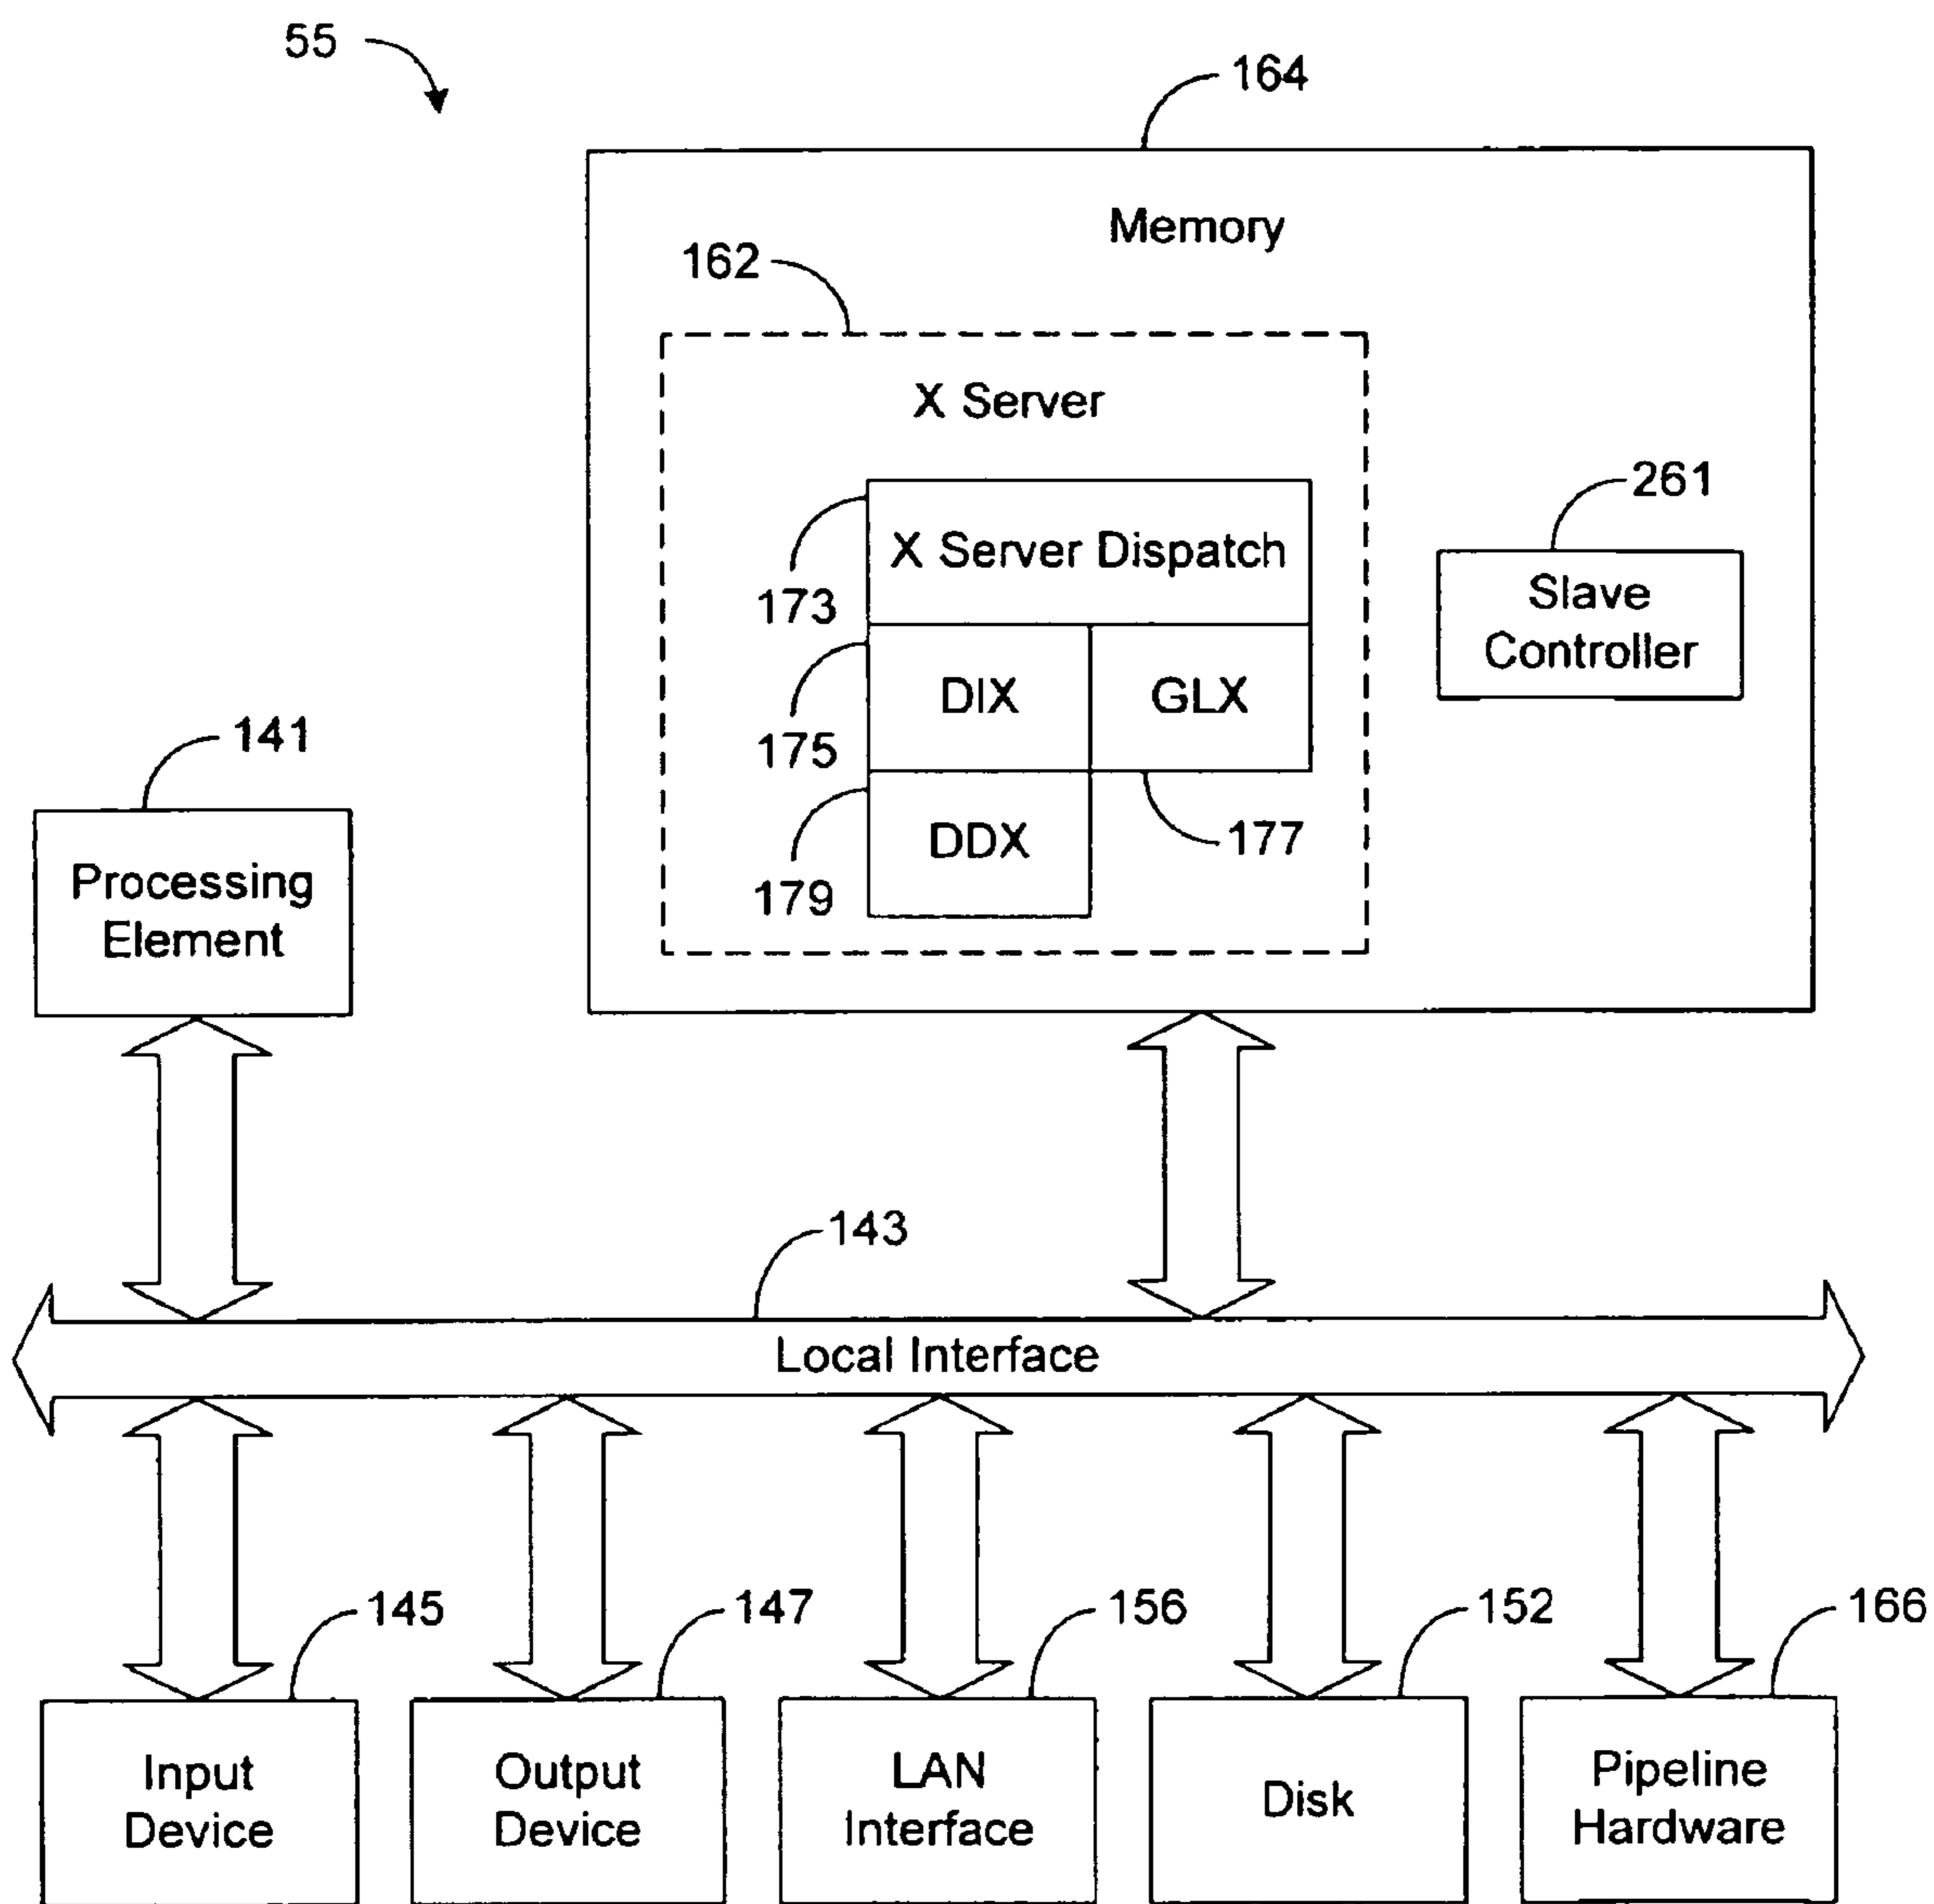 55
164
Memory
162
X Server
261
X Server Dispatch
173
Slave
Controller
DIX
GLX
175
141
DDX
177
179
Processing
Element
143
Local Interface
145
147
156
152
166
Input
Device
Output
Device
LAN
Interface
Disk
Pipeline
Hardware